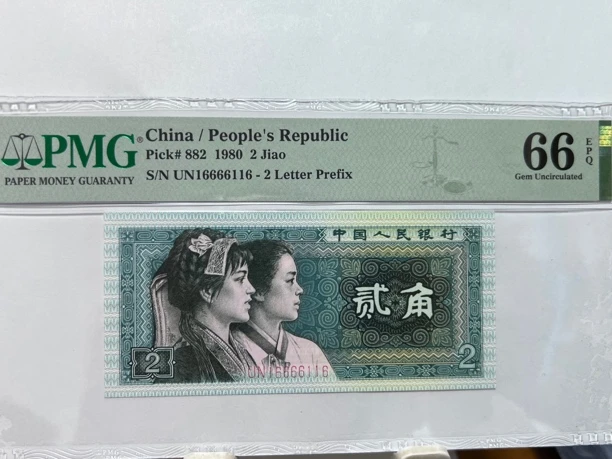 PMG
PAPER MONEY GUARANTY
China / People's Republic
Pick# 882 1980 2 Jiao
S/N UN16666116 - 2 Letter Prefix
66 EPQ
Gem Uncirculated
中国人民银行
贰角
2
2
UN16666116